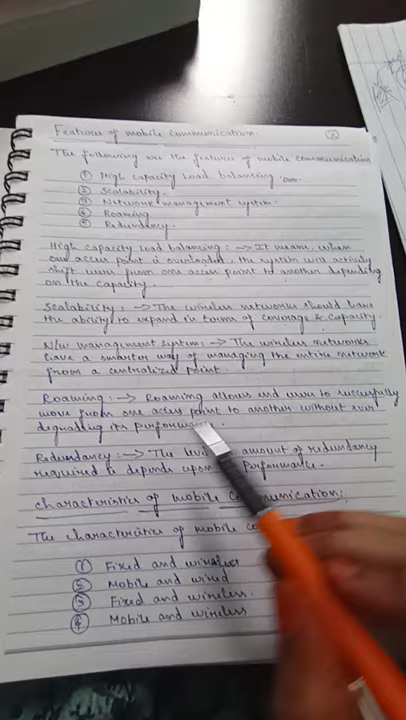 Features of mobile communication.
The following are the features of mobile communication
① High capacity Load balancing
② Scalability.
③ Network management system
④ Roaming
⑤ Redundancy.
High capacity Load balancing : → It means, when
one access point is overloaded, the system will actively
shift user from one access point to another depending
on the capacity.
Scalability : → The wireless networks should have
the ability to expand in terms of coverage & capacity.
N/w management system : → The wireless networks
have a smarter way of managing the entire network
from a centralized point.
Roaming : → Roaming allows end user to successfully
move from one access point to another without ever
degrading its performance.
Redundancy : → The amount of redundancy
required is depends upon performance.
characteristics of mobile communication:
The charactercitics of mobile
① Fixed and
② Mobile and wired
③ Fixed and wireless.
④ Mobile and wireless